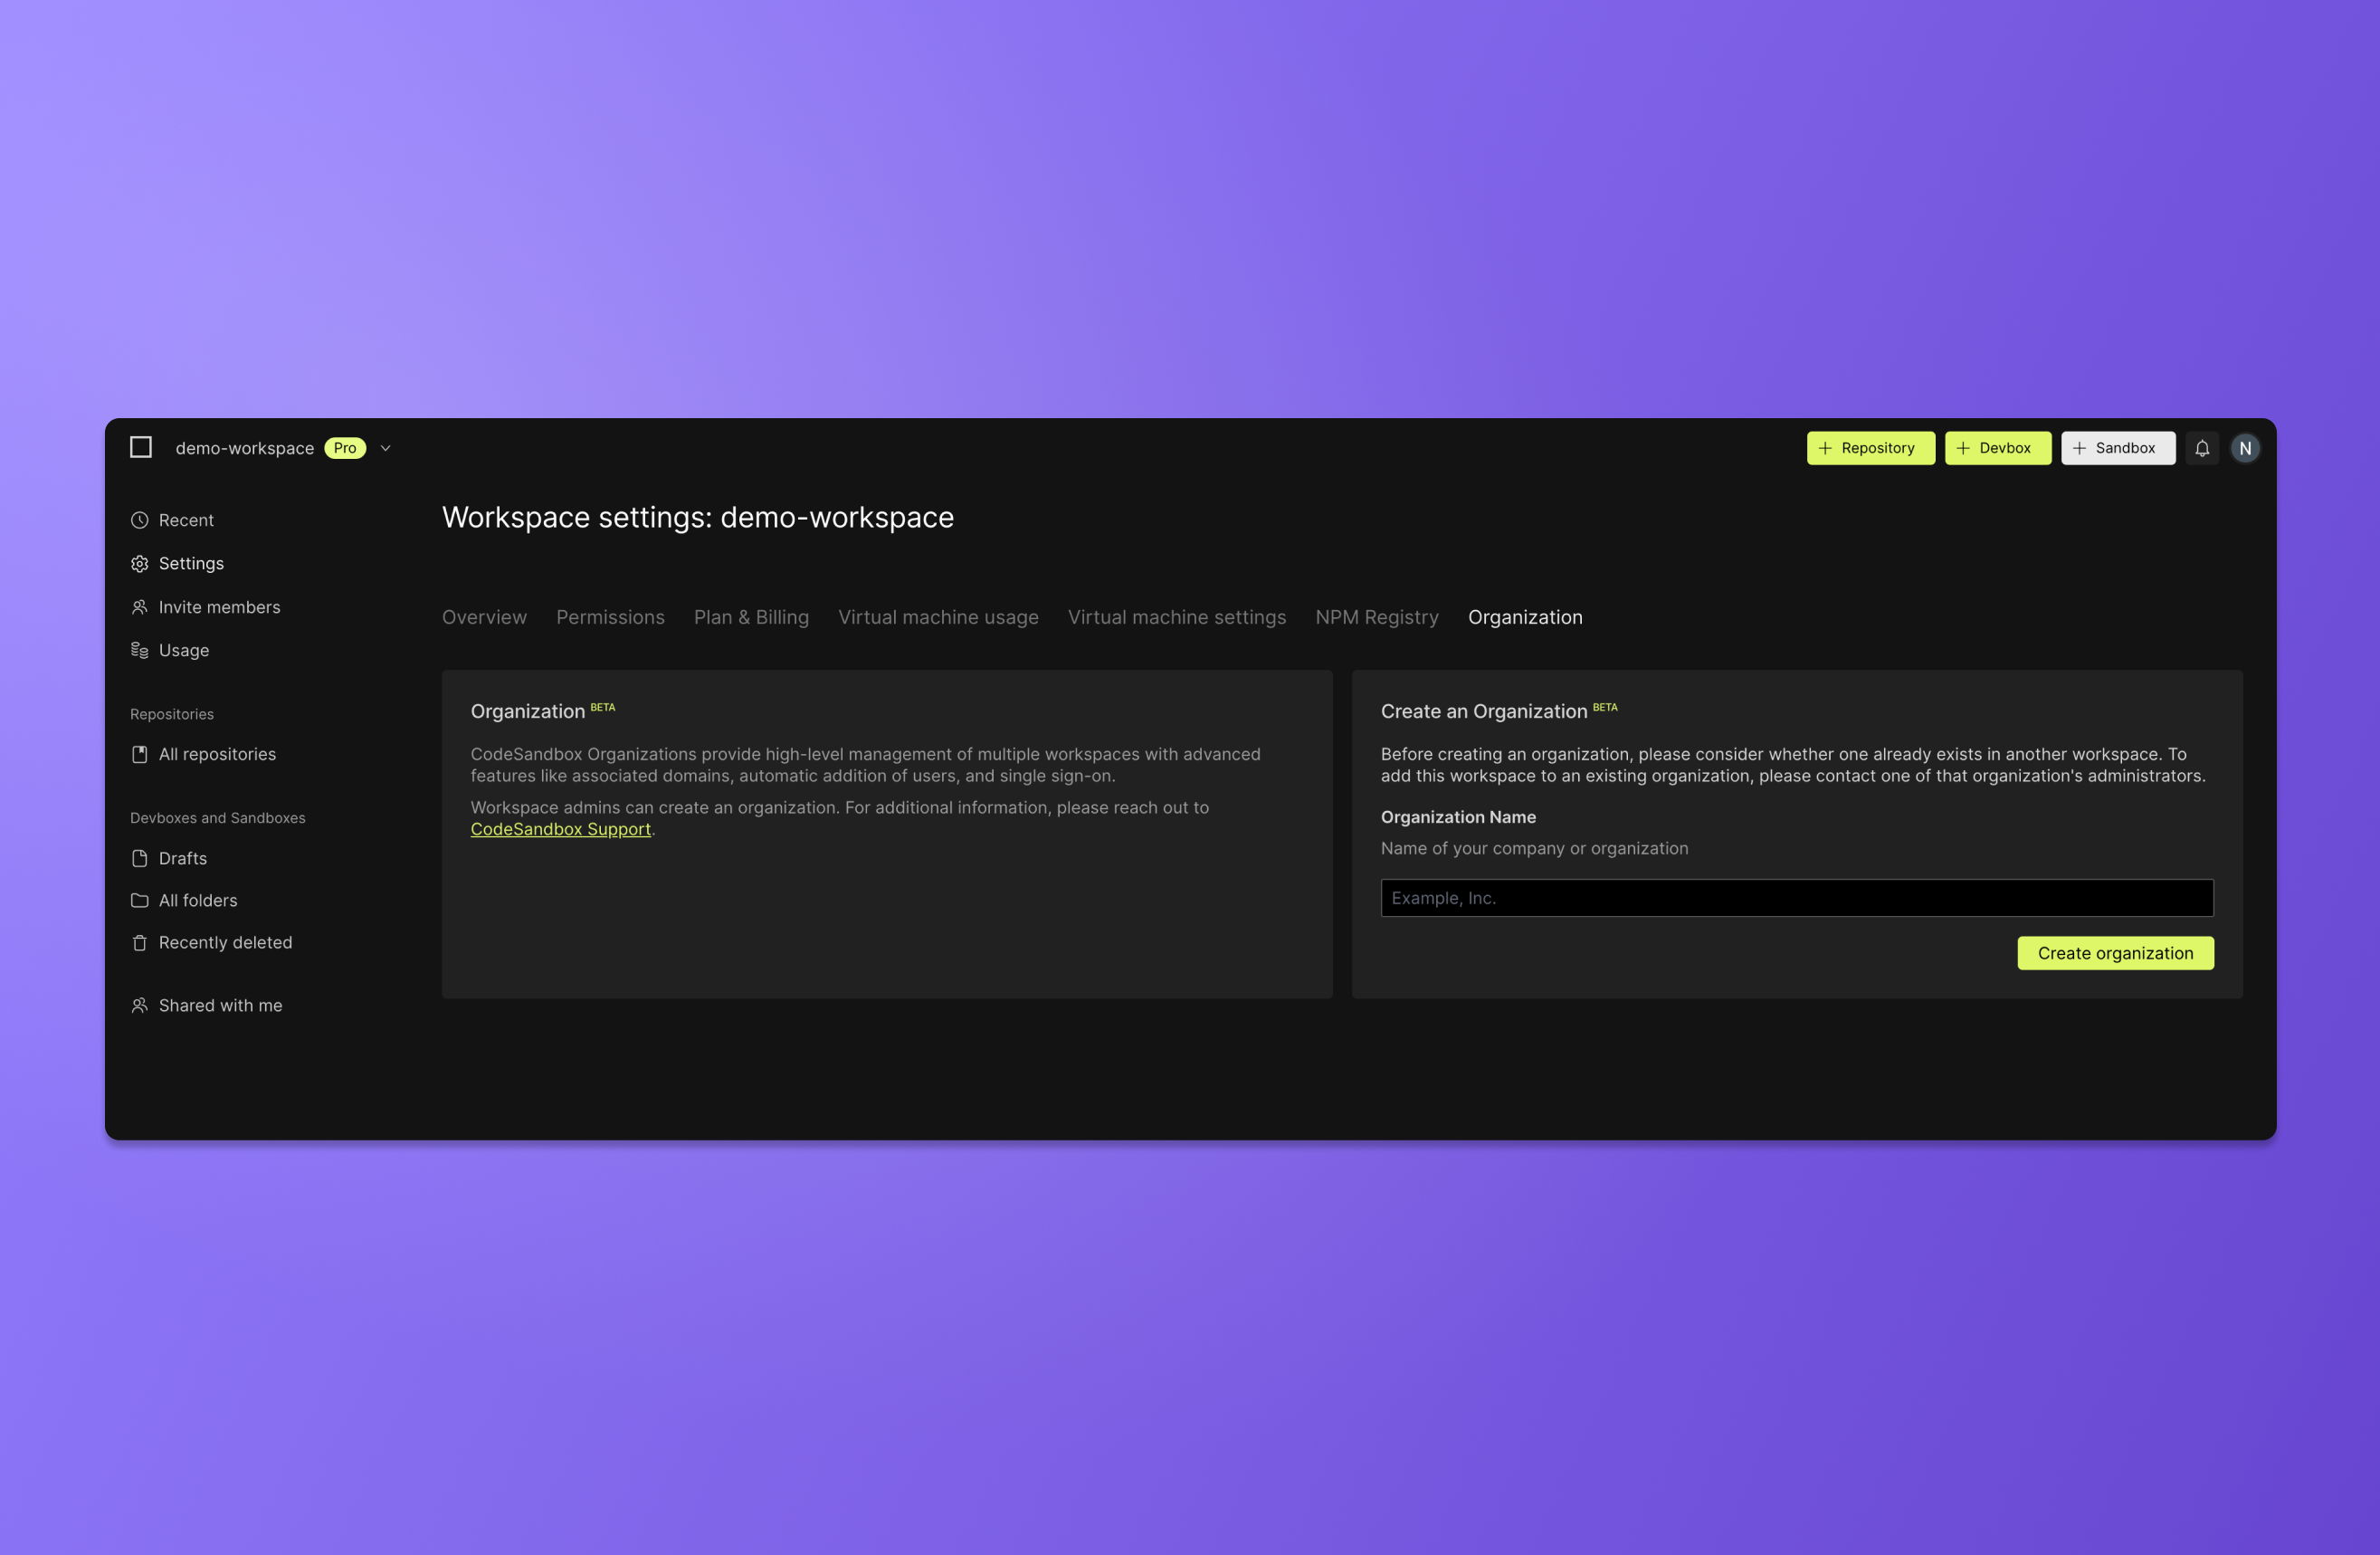 demo-workspace Pro
+ Repository
+ Devbox
+ Sandbox
N
Recent
Settings
Invite members
Usage
Repositories
All repositories
Devboxes and Sandboxes
Drafts
All folders
Recently deleted
Shared with me
Workspace settings: demo-workspace
Overview Permissions Plan & Billing Virtual machine usage Virtual machine settings NPM Registry Organization
Organization BETA
CodeSandbox Organizations provide high-level management of multiple workspaces with advanced
features like associated domains, automatic addition of users, and single sign-on.
Workspace admins can create an organization. For additional information, please reach out to
CodeSandbox Support.
Create an Organization BETA
Before creating an organization, please consider whether one already exists in another workspace. To
add this workspace to an existing organization, please contact one of that organization's administrators.
Organization Name
Name of your company or organization
Example, Inc.
Create organization